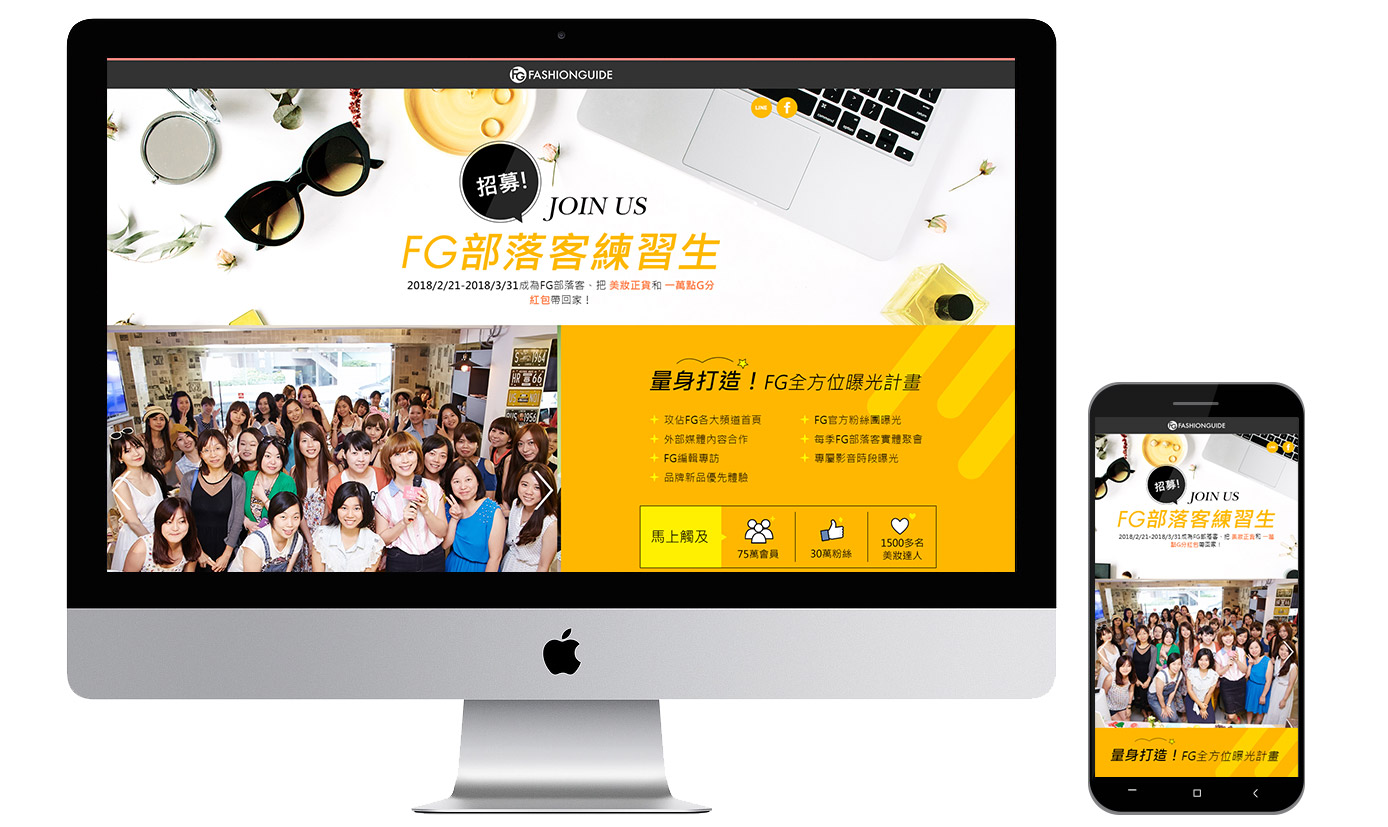 FG FASHIONGUIDE
LINE f
招募!
JOIN US
FG部落客練習生
2018/2/21-2018/3/31成為FG部落客、把 美妝正貨和 一萬點G分
紅包帶回家！
S 1964
HR 66
量身打造！FG全方位曝光計畫
攻佔FG各大頻道首頁
FG官方粉絲團曝光
外部媒體內容合作
每季FG部落客實體聚會
FG編輯專訪
專屬影音時段曝光
品牌新品優先體驗
馬上觸及
75萬會員
30萬粉絲
1500多名
美妝達人
FG FASHIONGUIDE
招募!
JOIN US
FG部落客練習生
2018/2/21-2018/3/31成為FG部落客、把 美妝正貨和 一萬
點G分紅包帶回家！
量身打造！FG全方位曝光計畫